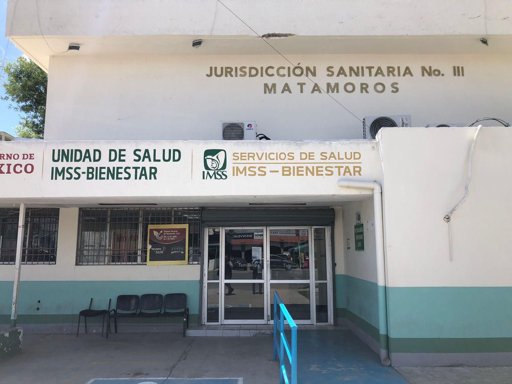 JURISDICCIÓN SANITARIA No. III
MATAMOROS
RNO DE
XICO
UNIDAD DE SALUD
IMSS-BIENESTAR
IMSS
SERVICIOS DE SALUD
IMSS–BIENESTAR